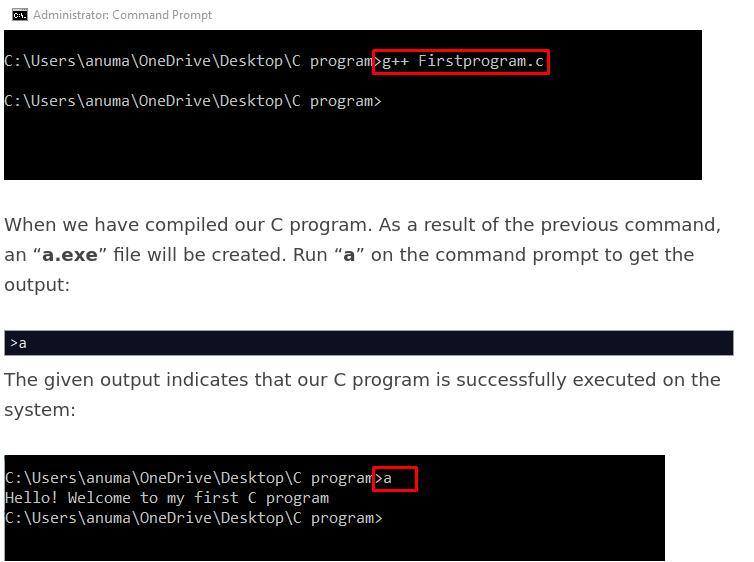 Administrator: Command Prompt
C:\Users\anuma\OneDrive\Desktop\C program>g++ Firstprogram.c
C:\Users\anuma\OneDrive\Desktop\C program>
When we have compiled our C program. As a result of the previous command,
an “a.exe” file will be created. Run “a” on the command prompt to get the
output:
>a
The given output indicates that our C program is successfully executed on the
system:
C:\Users\anuma\OneDrive\Desktop\C program>a
Hello! Welcome to my first C program
C:\Users\anuma\OneDrive\Desktop\C program>